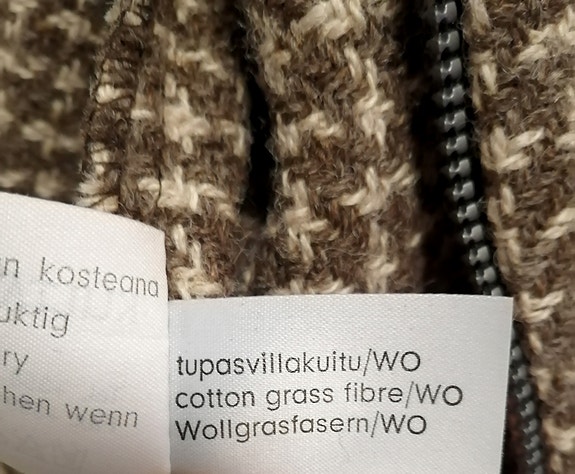 kosteana
uktig
ry
hen wenn
tupasvillakuitu/WO
cotton grass fibre/WO
Wollgrasfasern/WO